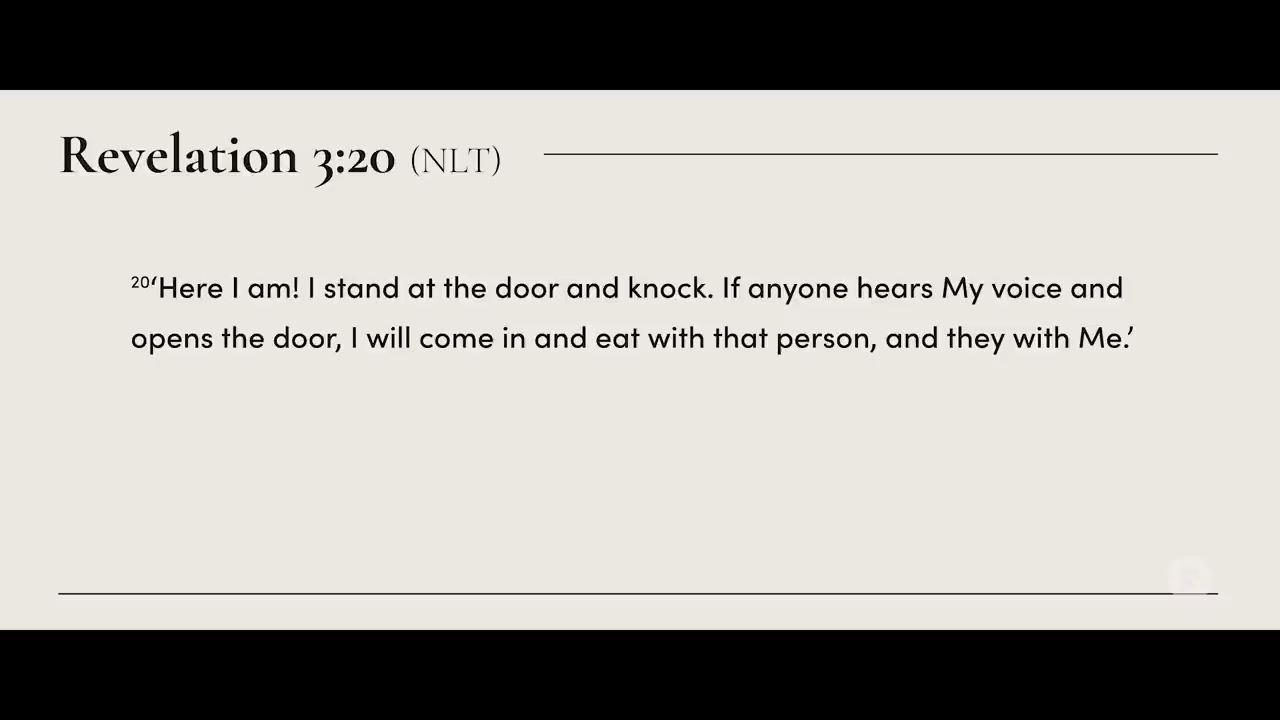 Revelation 3:20 (NLT)
20‘Here I am! I stand at the door and knock. If anyone hears My voice and
opens the door, I will come in and eat with that person, and they with Me.’